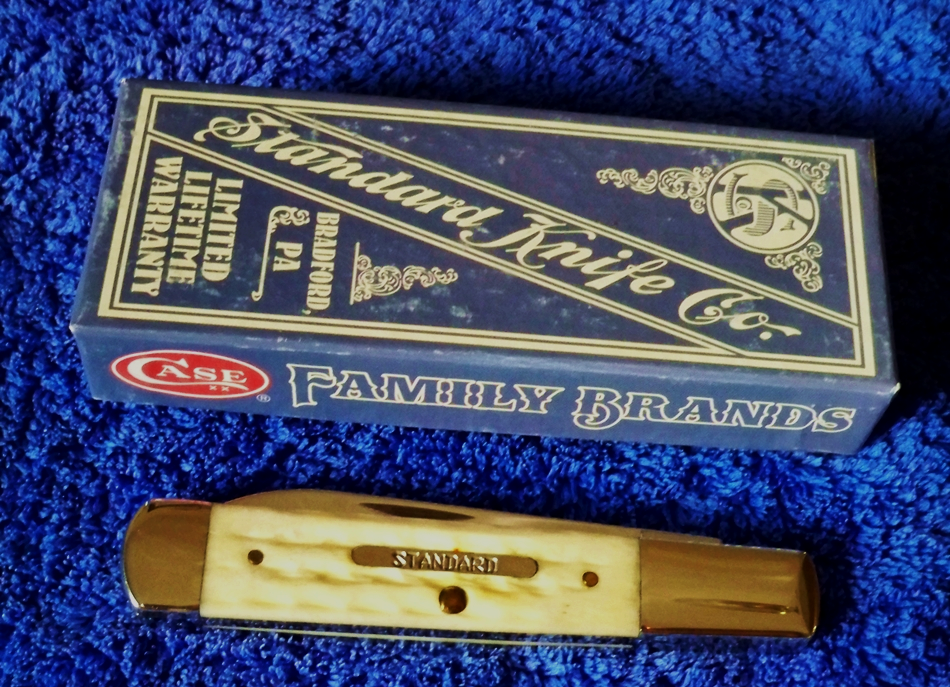 Standard Knife Co.
LIMITED
LIFETIME
WARRANTY
BRADFORD,
PA
CASE
XX
®
FAMILY BRANDS
STANDARD